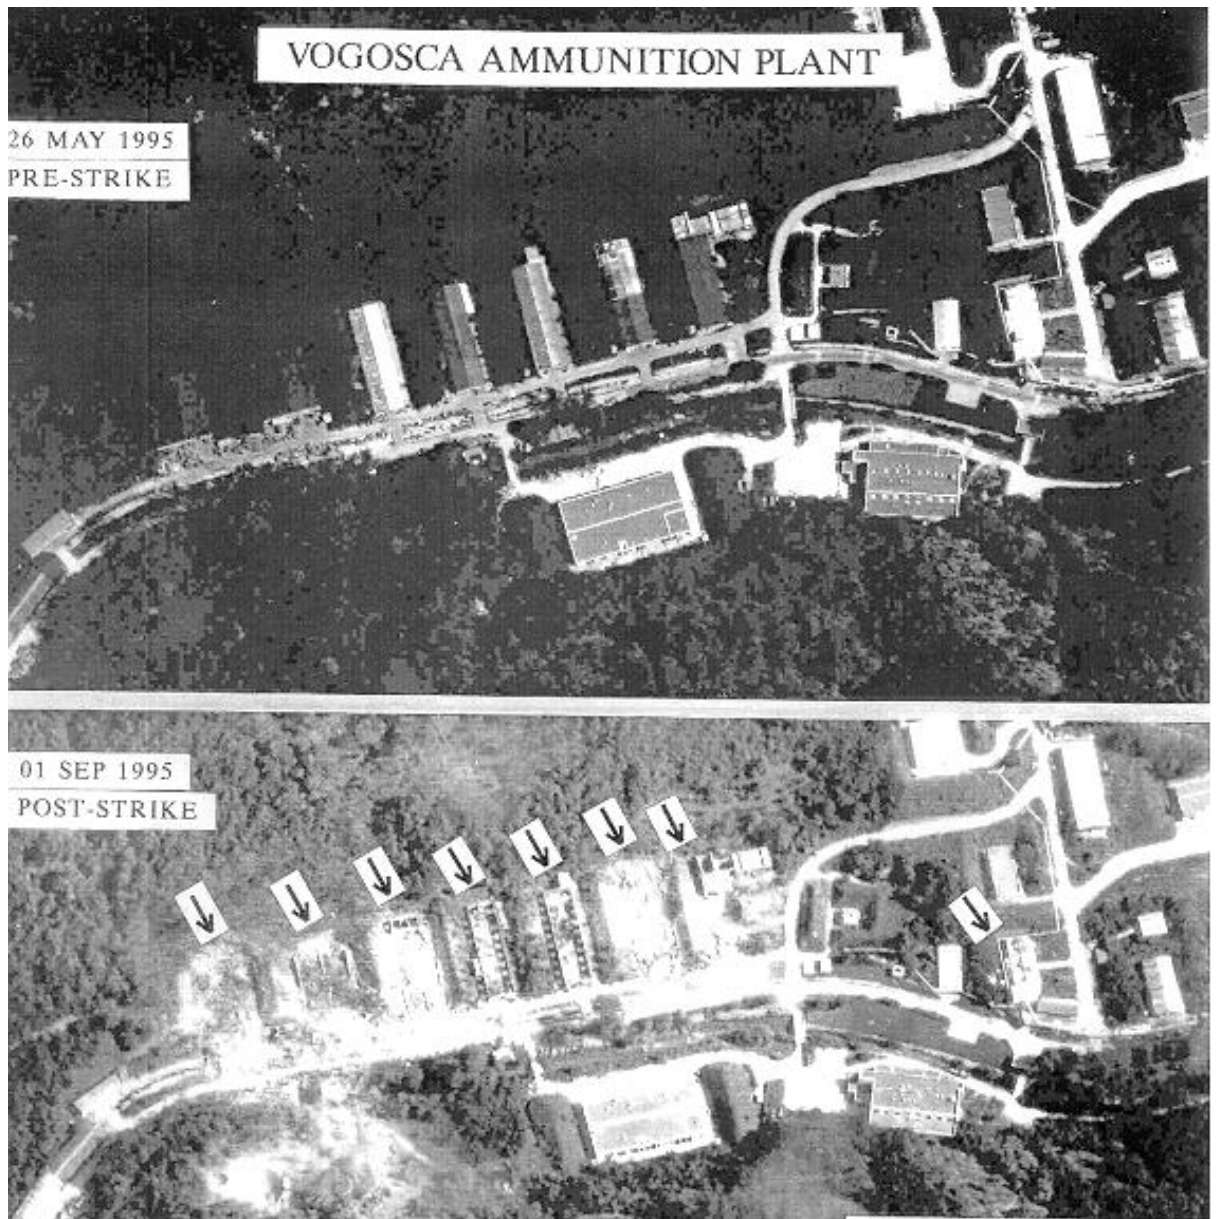 VOGOSCA AMMUNITION PLANT
26 MAY 1995
PRE-STRIKE
01 SEP 1995
POST-STRIKE